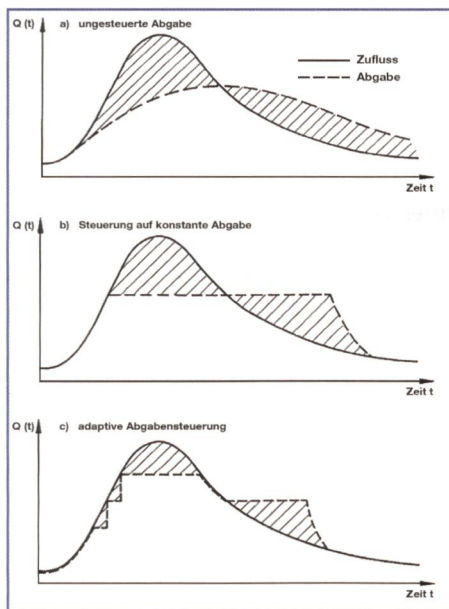 Q (t)
a) ungesteuerte Abgabe
Zufluss
Abgabe
Zeit t
Q (t)
b) Steuerung auf konstante Abgabe
Zeit t
Q (t)
c) adaptive Abgabensteuerung
Zeit t